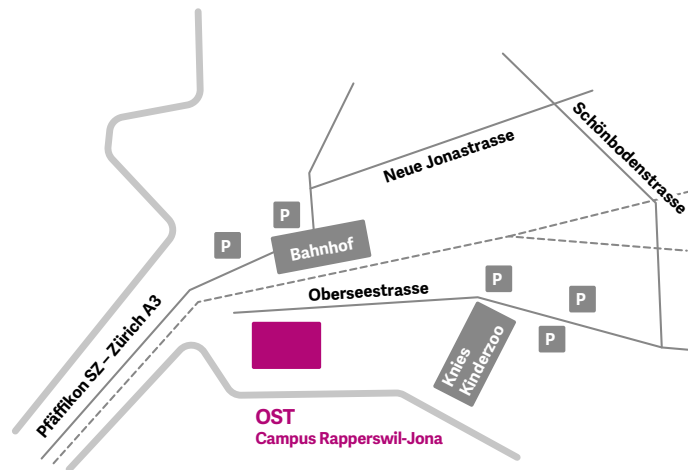 Schönbodenstrasse
Neue Jonastrasse
P
P
Bahnhof
P
Oberseestrasse
P
P
Pfäffikon SZ – Zürich A3
Knies
Kinderzoo
OST
Campus Rapperswil-Jona